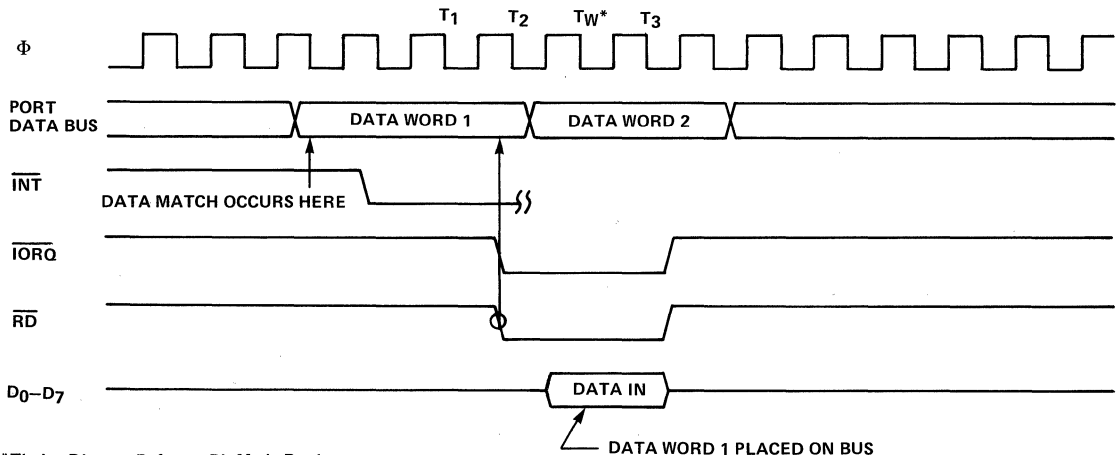 T1 T2 TW* T3
Φ
PORT
DATA BUS
DATA WORD 1 DATA WORD 2
INT
DATA MATCH OCCURS HERE
IORQ
RD
D0–D7
DATA IN
DATA WORD 1 PLACED ON BUS